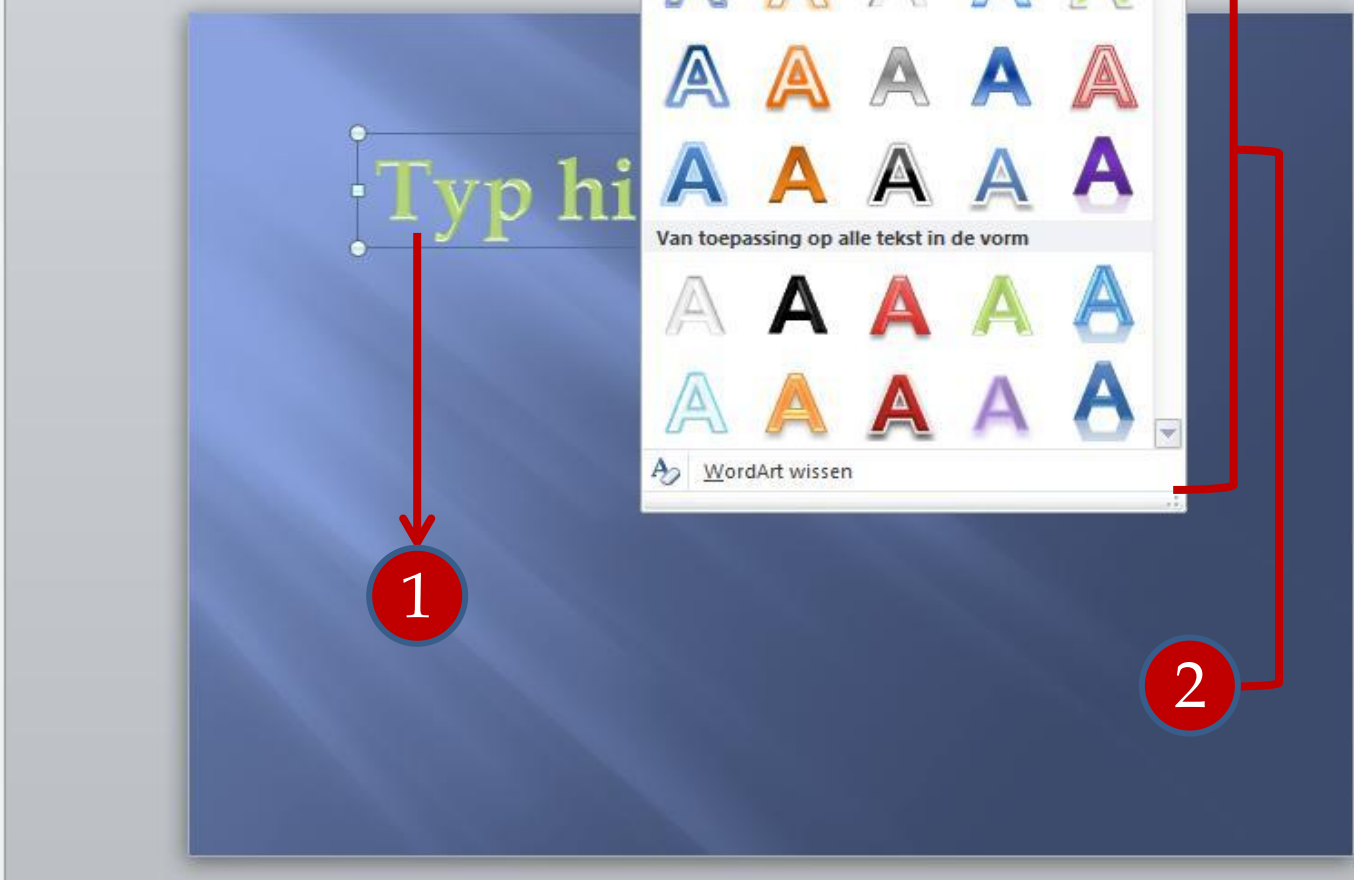 A A A A A
A A A A A
Typ hi
Van toepassing op alle tekst in de vorm
A A A A A
A A A A A
WordArt wissen
1
2